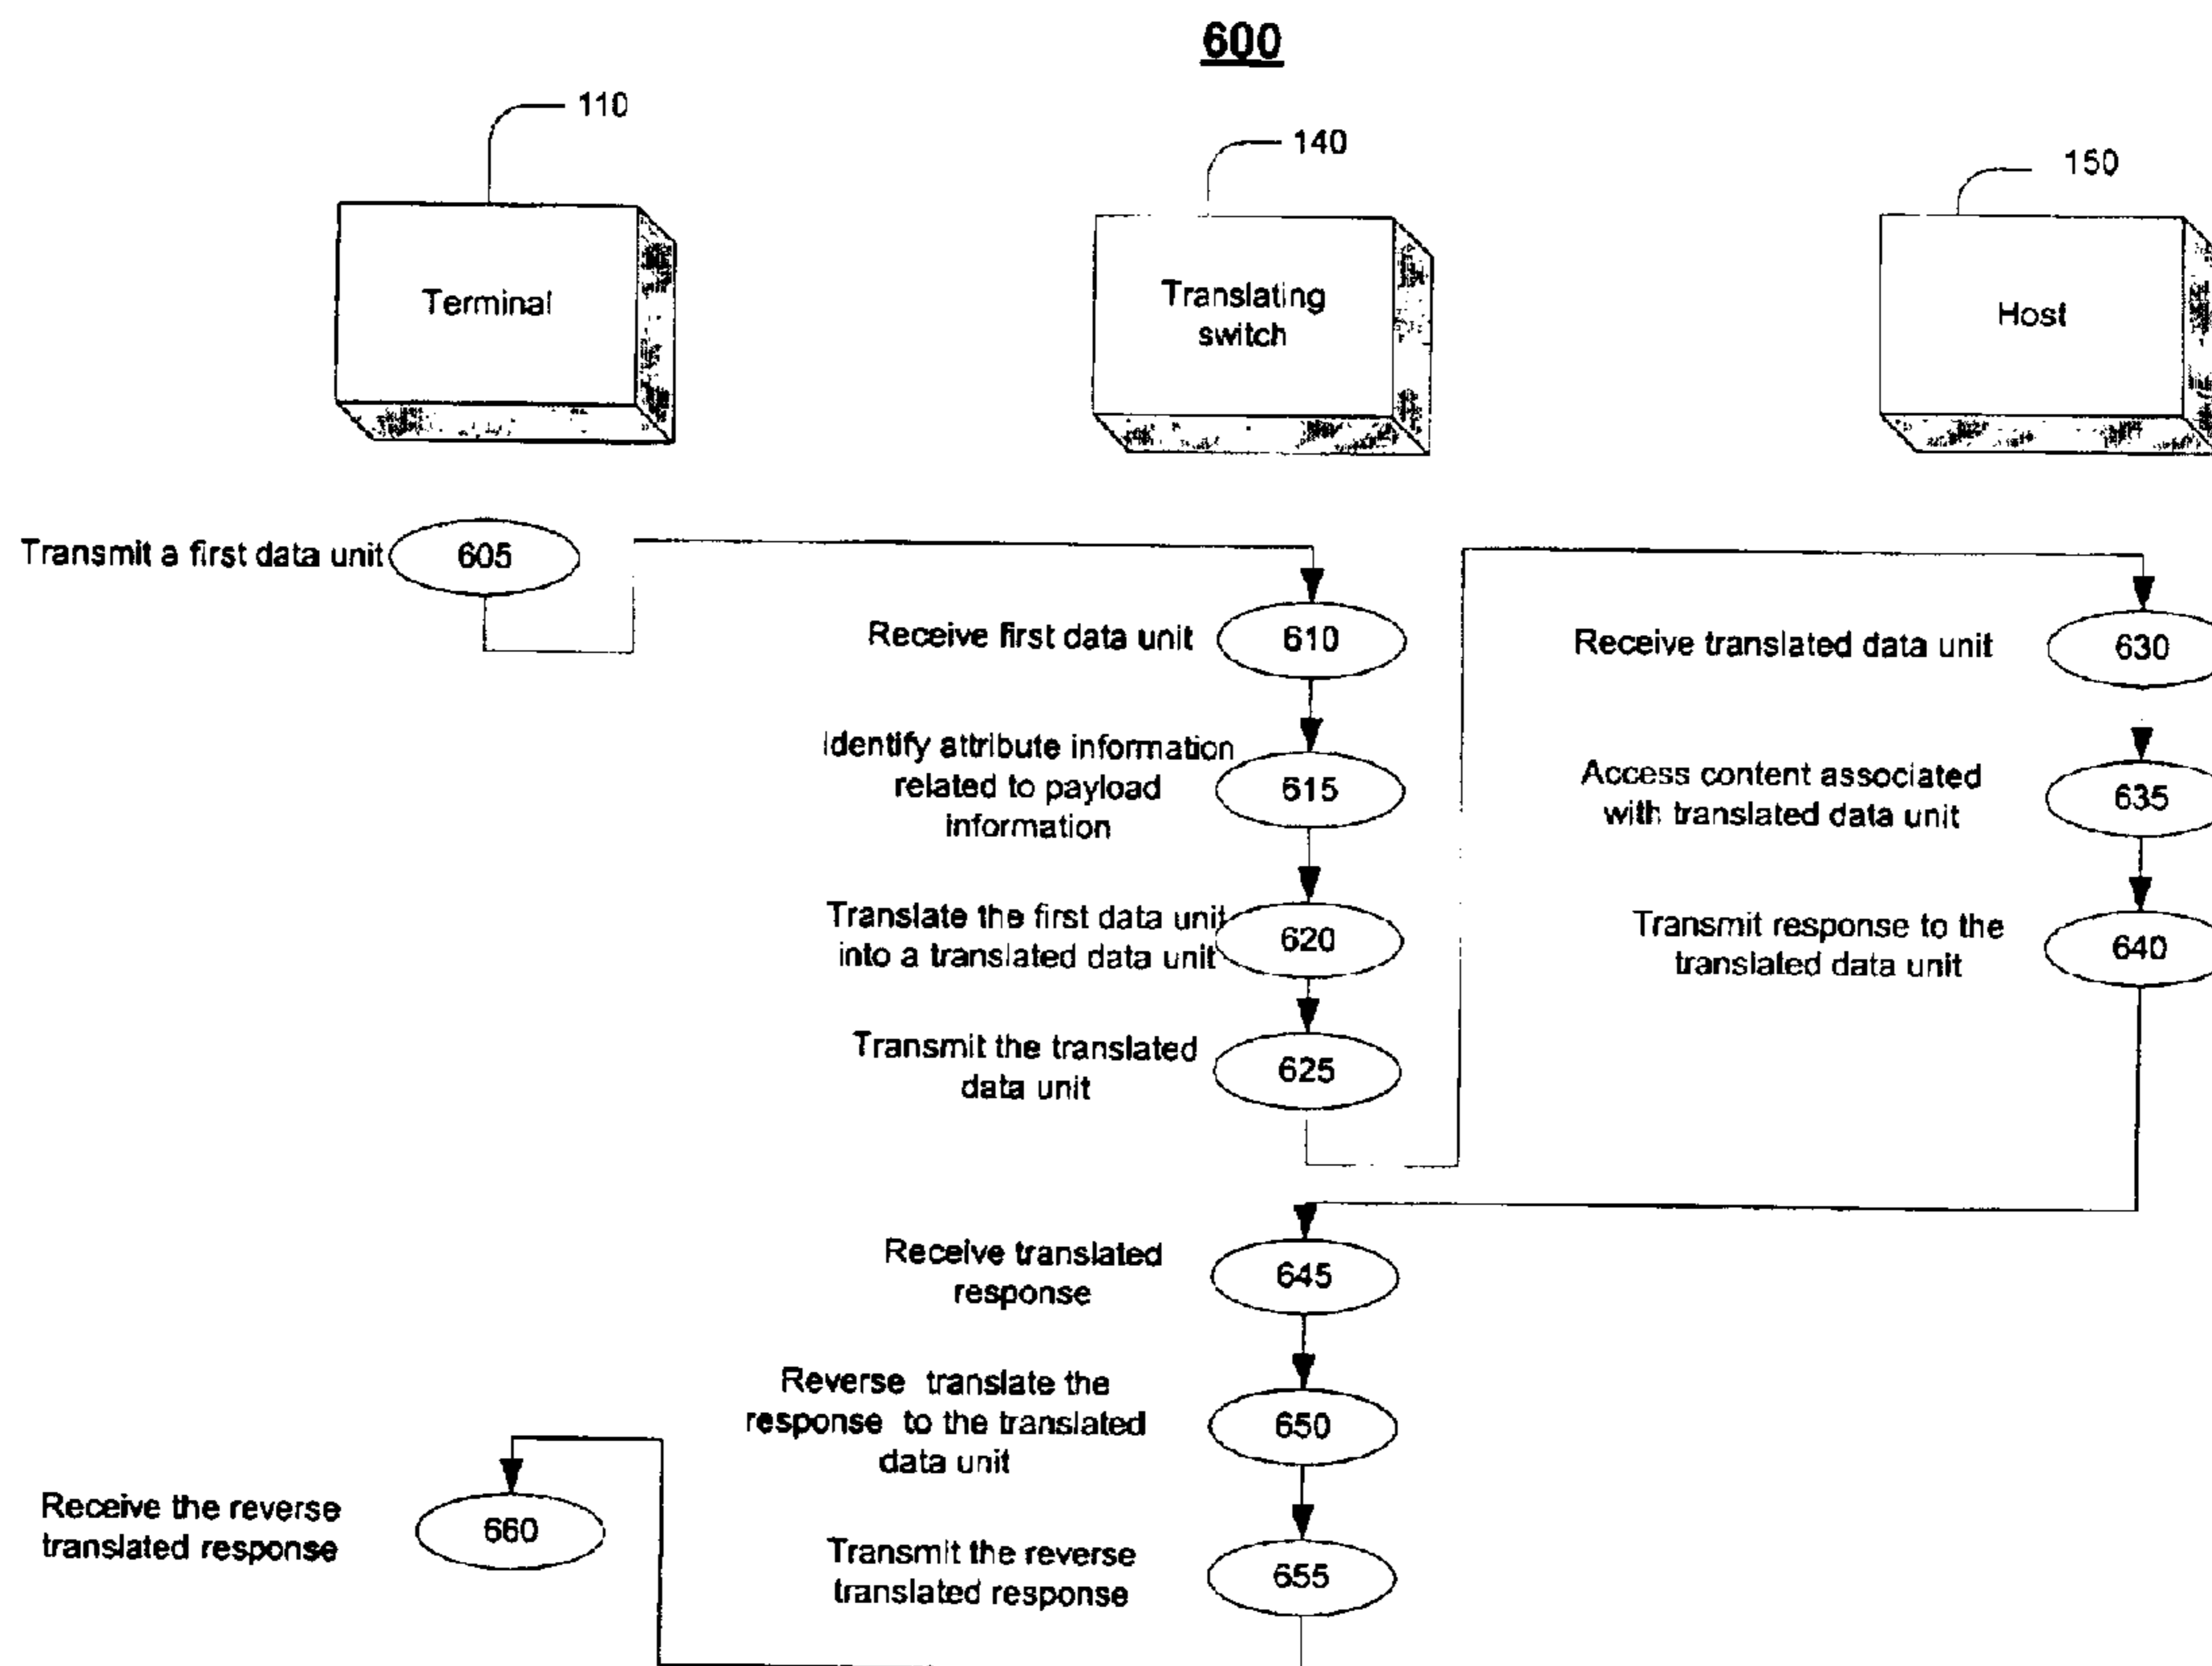 600
110
140
150
Terminal
Translating
switch
Host
Transmit a first data unit
605
Receive first data unit
610
Receive translated data unit
630
Identify attribute information
related to payload
information
615
Access content associated
with translated data unit
635
Translate the first data unit
into a translated data unit
620
Transmit response to the
translated data unit
640
Transmit the translated
data unit
625
Receive translated
response
645
Reverse translate the
response to the translated
data unit
650
Receive the reverse
translated response
660
Transmit the reverse
translated response
655